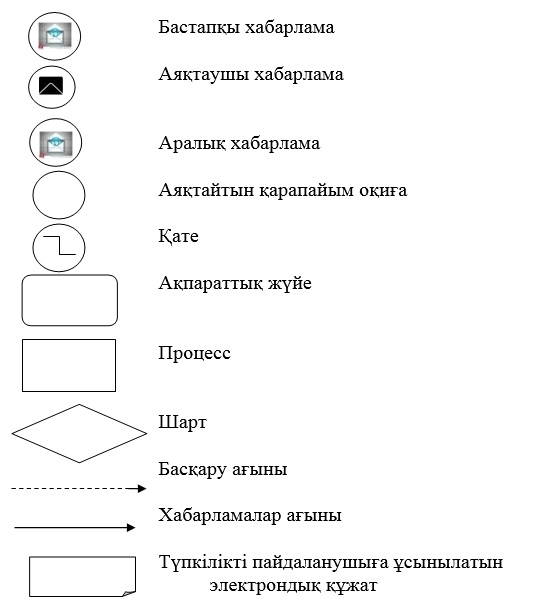 Бастапқы хабарлама
Аяқтаушы хабарлама
Аралық хабарлама
Аяқтайтын қарапайым оқиға
Қате
Ақпараттық жүйе
Процесс
Шарт
Басқару ағыны
Хабарламалар ағыны
Түпкілікті пайдаланушыға ұсынылатын
электрондық құжат